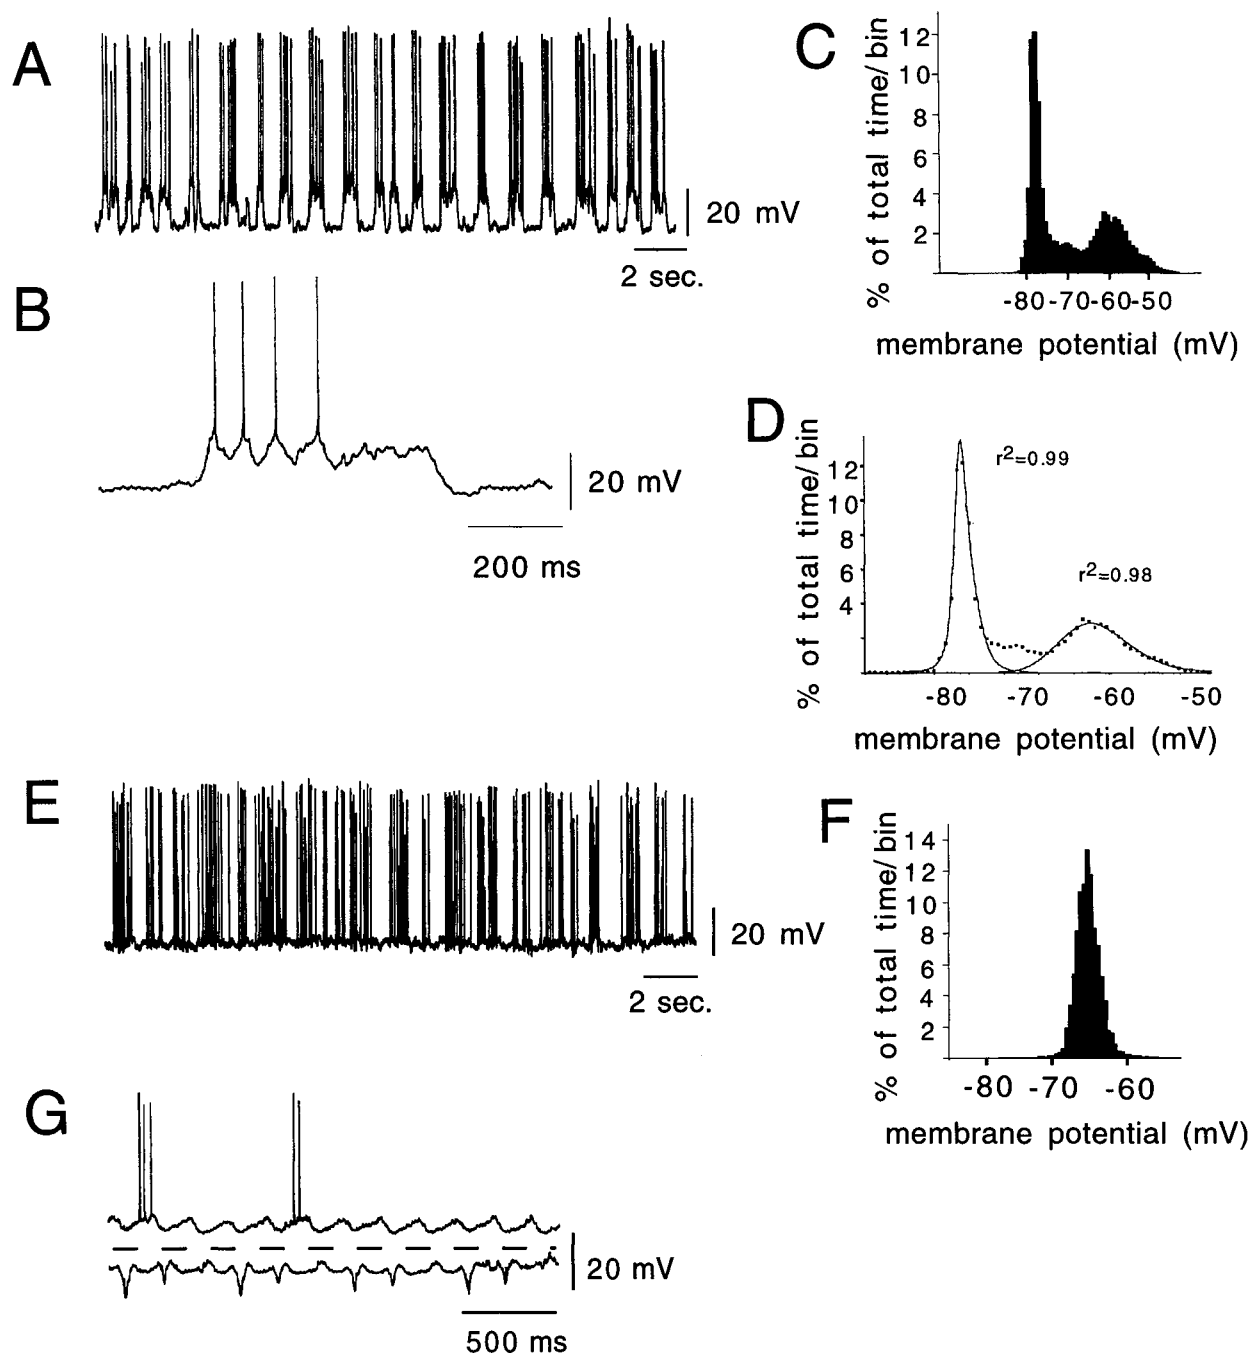 A
20 mV
2 sec.
B
20 mV
200 ms
C
% of total time/bin
12
10
8
6
4
2
-80 -70 -60 -50
membrane potential (mV)
D
% of total time/bin
12
10
8
6
4
r2=0.99
r2=0.98
-80 -70 -60 -50
membrane potential (mV)
E
20 mV
2 sec.
F
% of total time/bin
14
12
10
8
6
4
2
-80 -70 -60
membrane potential (mV)
G
20 mV
500 ms